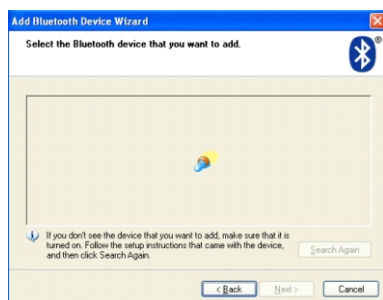 Add Bluetooth Device Wizard
Select the Bluetooth device that you want to add.
If you don't see the device that you want to add, make sure that it is
turned on. Follow the setup instructions that came with the device,
and then click Search Again.
Search Again
< Back
Next >
Cancel